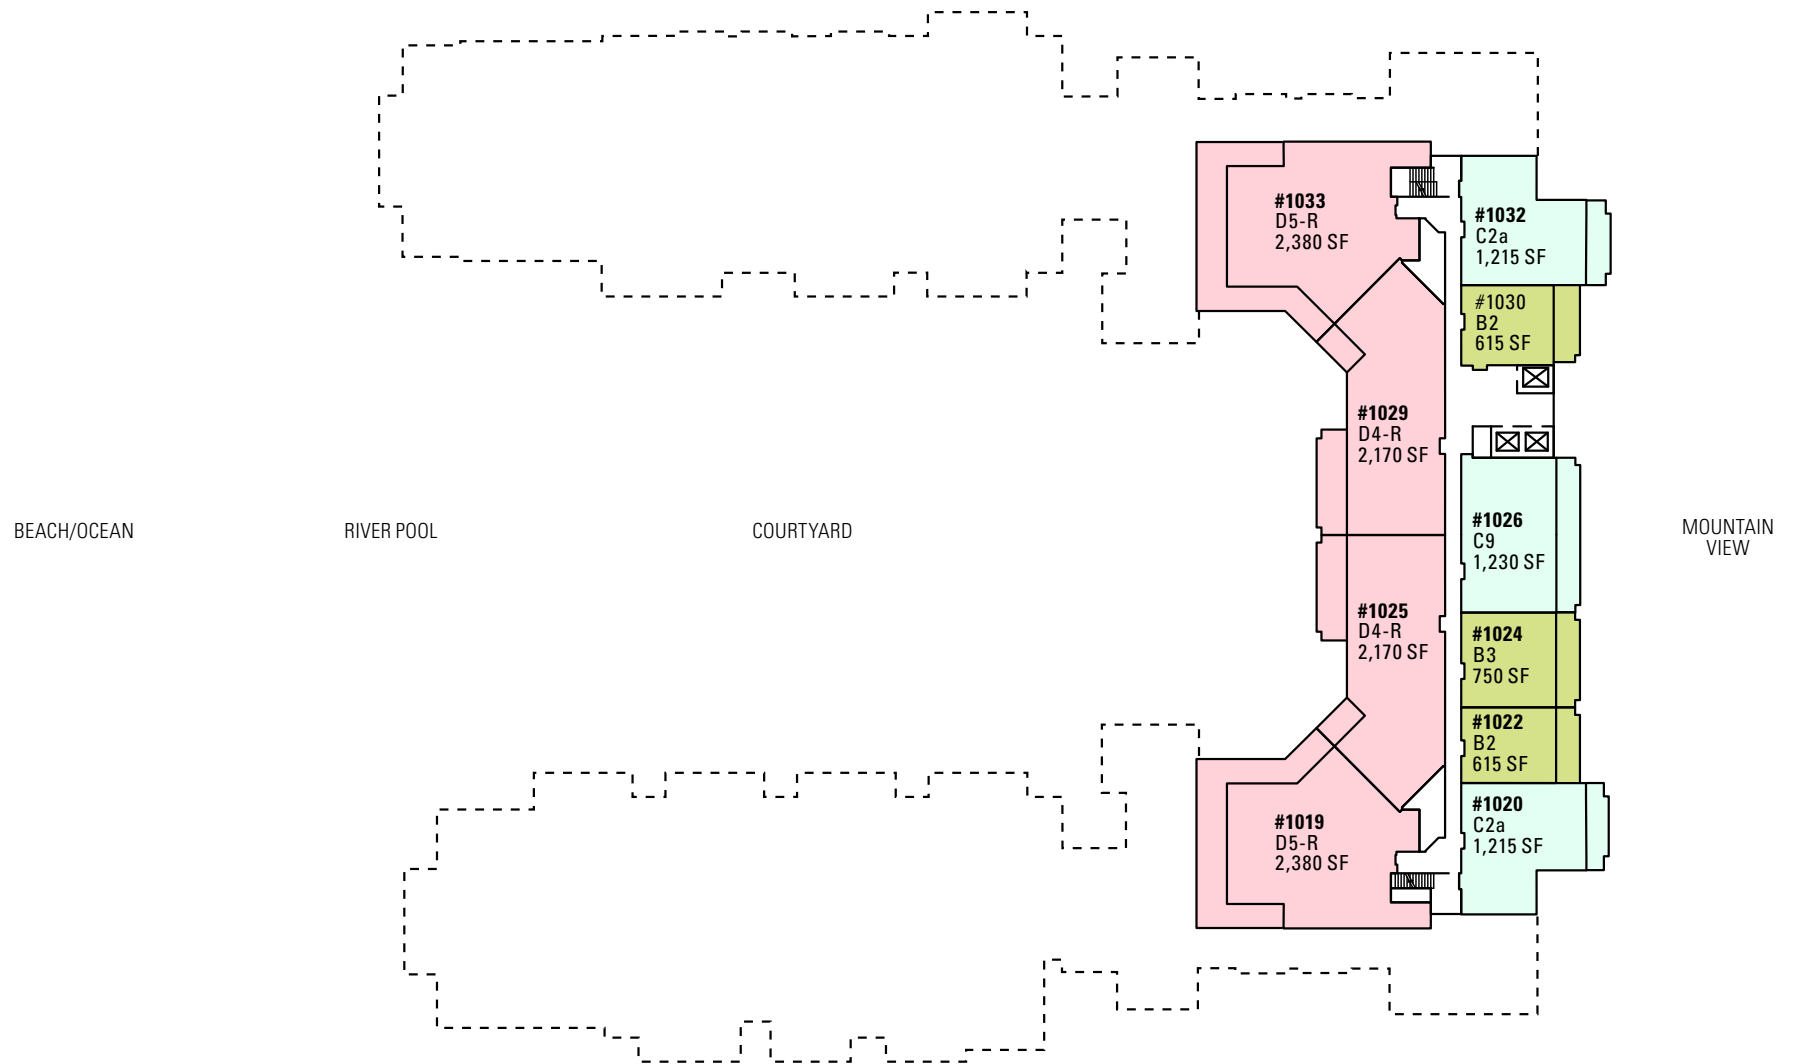 #1033
D5-R
2,380 SF
#1032
C2a
1,215 SF
#1030
B2
615 SF
#1029
D4-R
2,170 SF
BEACH/OCEAN
RIVER POOL
COURTYARD
#1026
C9
1,230 SF
MOUNTAIN
VIEW
#1025
D4-R
2,170 SF
#1024
B3
750 SF
#1022
B2
615 SF
#1019
D5-R
2,380 SF
#1020
C2a
1,215 SF